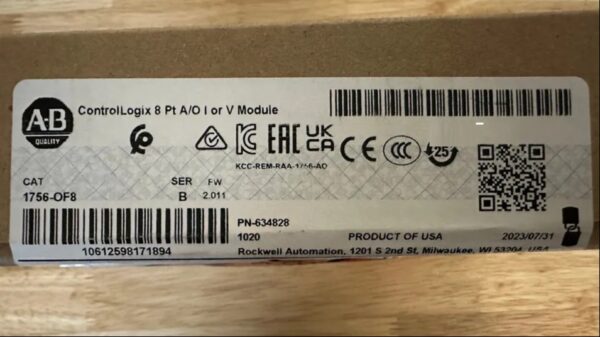 A-B
QUALITY
ControlLogix 8 Pt A/O I or V Module
EAC UK CA CE CCC 25
KCC-REM-RAA-1756-AO
CAT SER FW
1756-OF8 B 2.011
PN-634828
10612598171894 1020 PRODUCT OF USA 2023/07/31
Rockwell Automation, 1201 S 2nd St, Milwaukee, WI 53204, USA